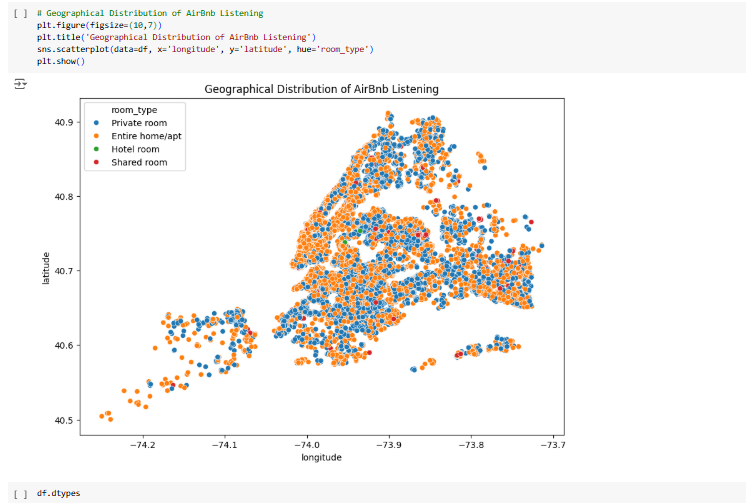 [ ] # Geographical Distribution of AirBnb Listening
plt.figure(figsize=(10,7))
plt.title('Geographical Distribution of AirBnb Listening')
sns.scatterplot(data=df, x='longitude', y='latitude', hue='room_type')
plt.show()
Geographical Distribution of AirBnb Listening
room_type
Private room
Entire home/apt
Hotel room
Shared room
40.9
40.8
40.7
40.6
40.5
latitude
−74.2 −74.1 −74.0 −73.9 −73.8 −73.7
longitude
[ ] df.dtypes